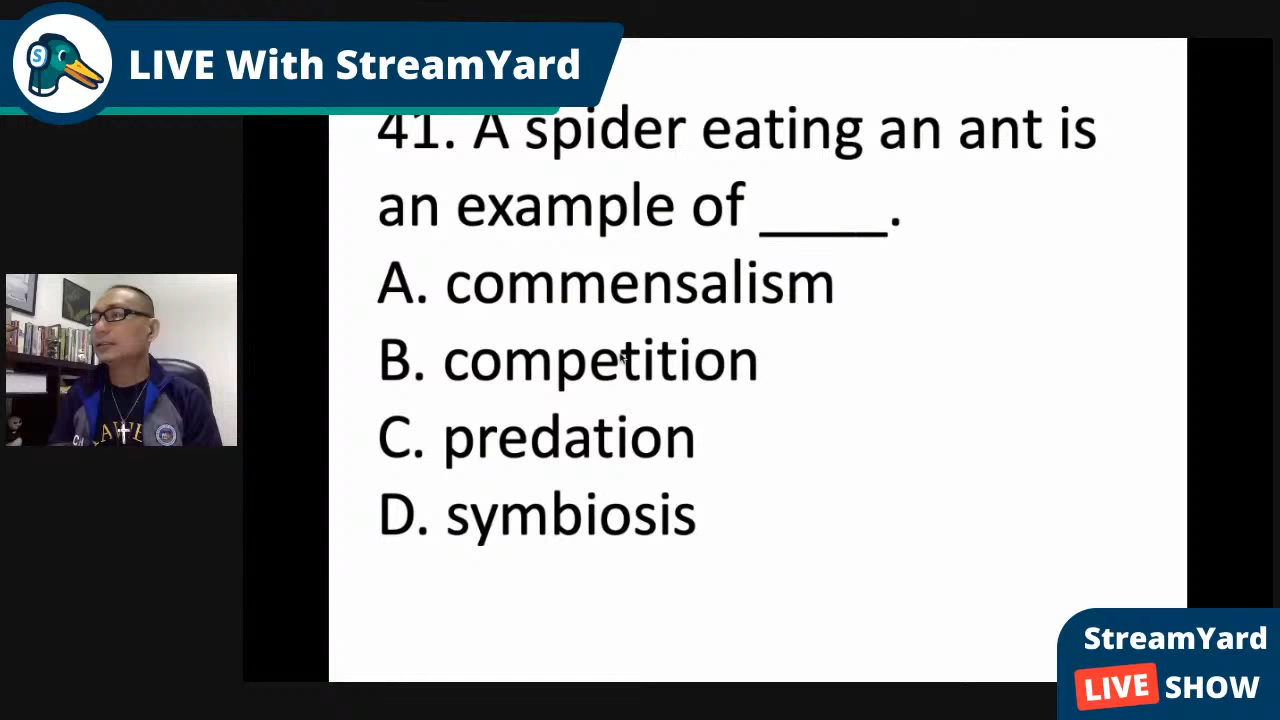 LIVE With StreamYard
41. A spider eating an ant is
an example of ____.
A. commensalism
B. competition
C. predation
D. symbiosis
StreamYard
LIVE SHOW